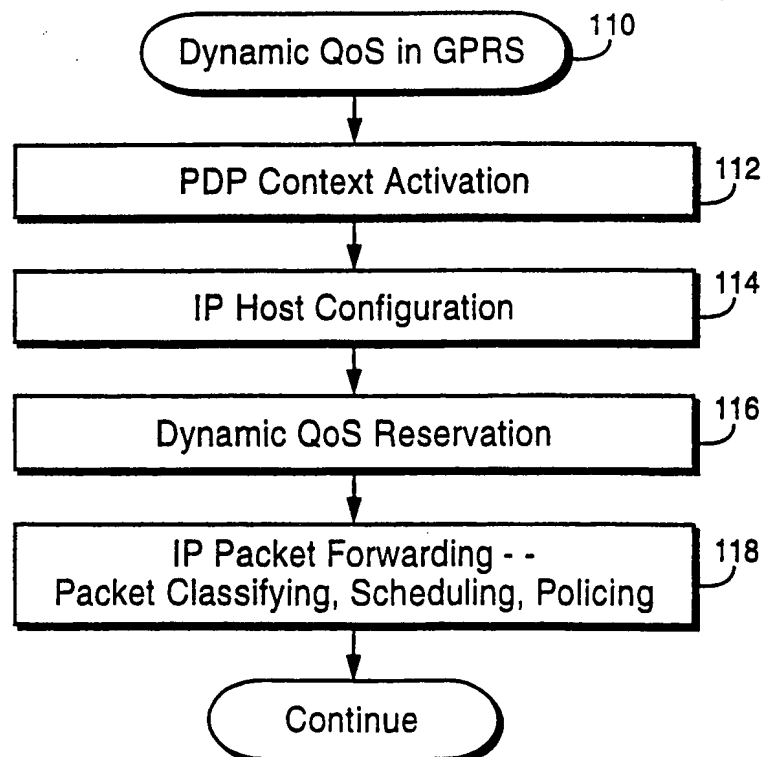 Dynamic QoS in GPRS
110
PDP Context Activation
112
IP Host Configuration
114
Dynamic QoS Reservation
116
IP Packet Forwarding - -
Packet Classifying, Scheduling, Policing
118
Continue